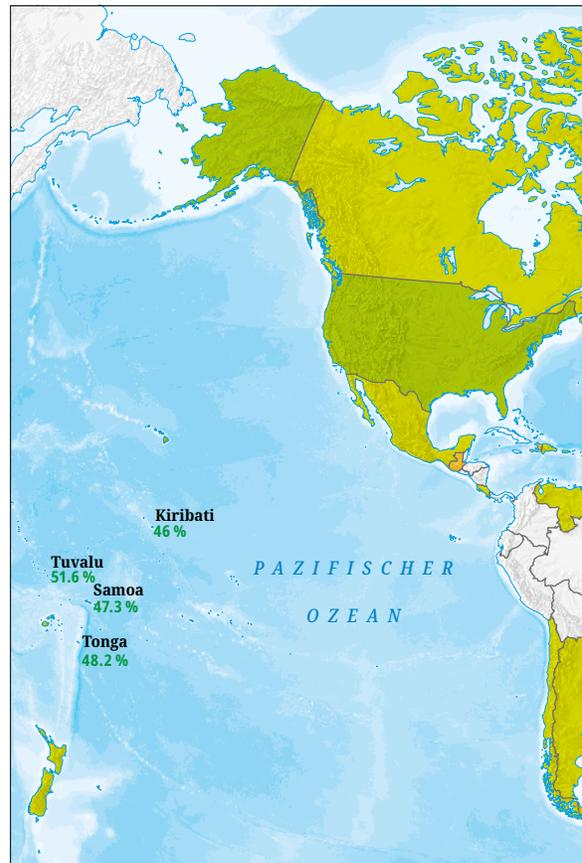 Kiribati
46 %
Tuvalu
51.6 %
Samoa
47.3 %
Tonga
48.2 %
PAZIFISCHER
OZEAN